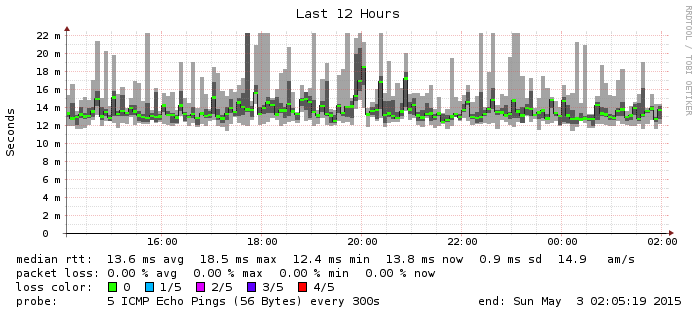 Last 12 Hours
RRDTOOL / TOBI OETIKER
Seconds
22 m
20 m
18 m
16 m
14 m
12 m
10 m
8 m
6 m
4 m
2 m
0
16:00 18:00 20:00 22:00 00:00 02:00
median rtt: 13.6 ms avg 18.5 ms max 12.4 ms min 13.8 ms now 0.9 ms sd 14.9 am/s
packet loss: 0.00 % avg 0.00 % max 0.00 % min 0.00 % now
loss color: 0 1/5 2/5 3/5 4/5
probe: 5 ICMP Echo Pings (56 Bytes) every 300s end: Sun May 3 02:05:19 2015